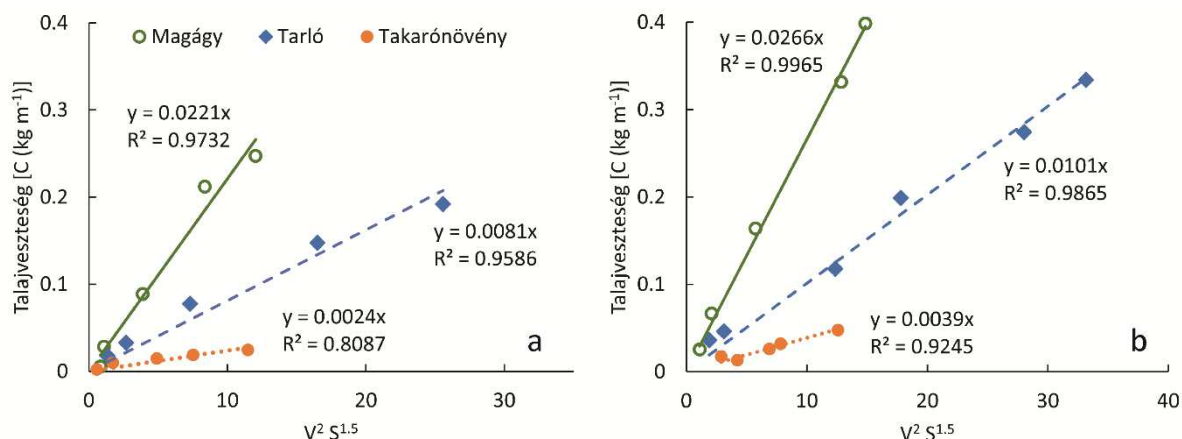 Talajveszteség [C (kg m⁻¹)]
0.4
0.3
0.2
0.1
0
Magágy
Tarló
Takarónövény
y = 0.0221x
R² = 0.9732
y = 0.0081x
R² = 0.9586
y = 0.0024x
R² = 0.8087
a
0 10 20 30
V² S¹·⁵
Talajveszteség [C (kg m⁻¹)]
0.4
0.3
0.2
0.1
0
y = 0.0266x
R² = 0.9965
y = 0.0101x
R² = 0.9865
y = 0.0039x
R² = 0.9245
b
0 10 20 30 40
V² S¹·⁵